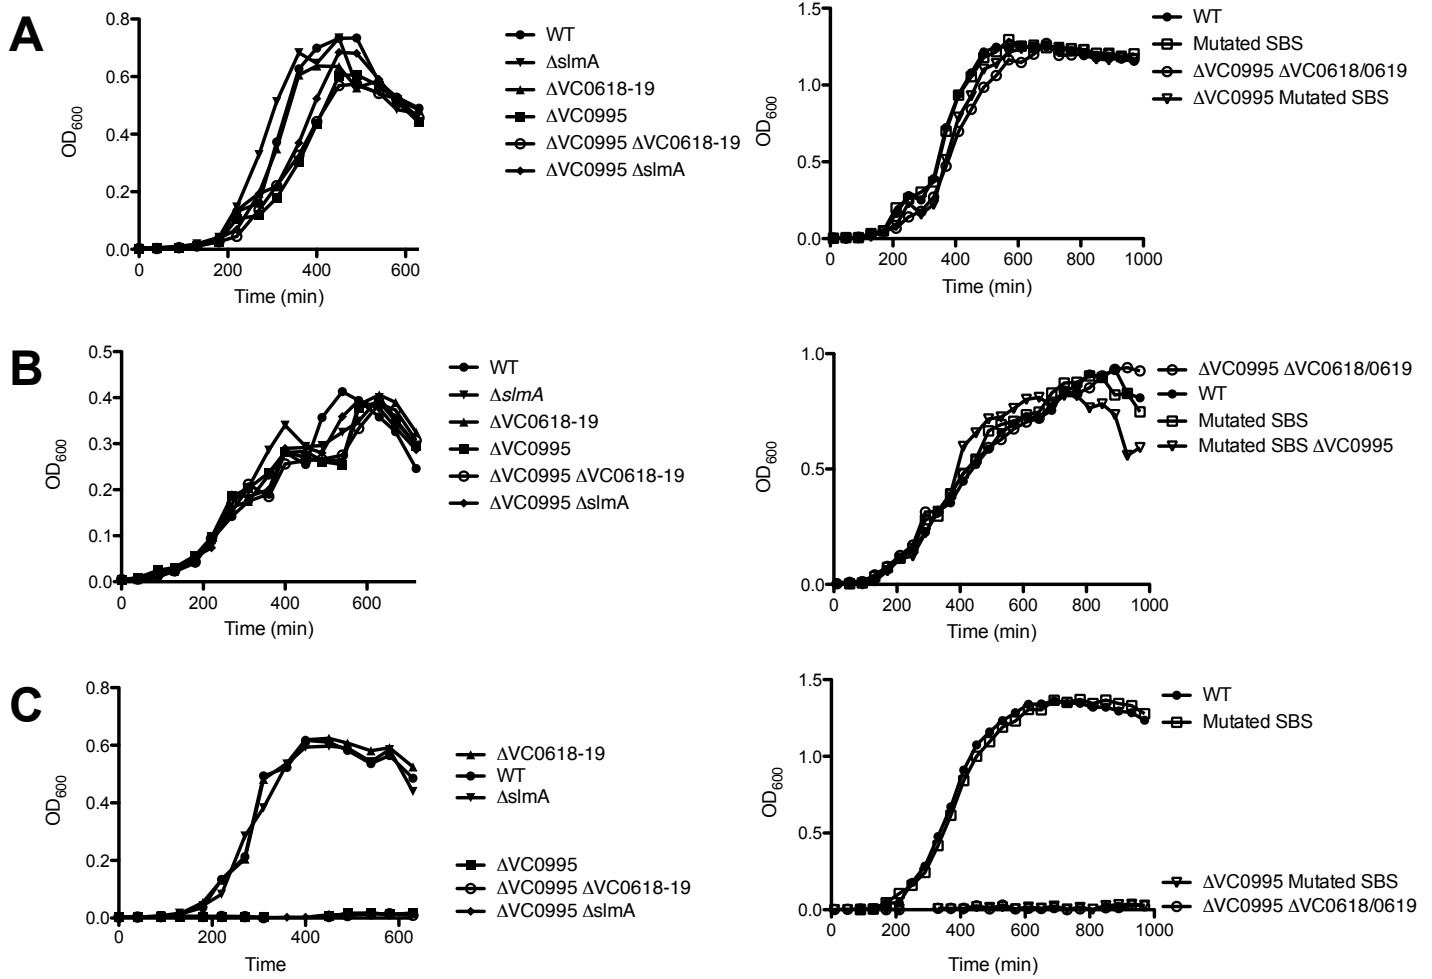 A
0.8
0.6
0.4
0.2
0.0
OD600
0 200 400 600
Time (min)
WT
ΔslmA
ΔVC0618-19
ΔVC0995
ΔVC0995 ΔVC0618-19
ΔVC0995 ΔslmA
1.5
1.0
0.5
0.0
OD600
0 200 400 600 800 1000
Time (min)
WT
Mutated SBS
ΔVC0995 ΔVC0618/0619
ΔVC0995 Mutated SBS
B
0.5
0.4
0.3
0.2
0.1
0.0
OD600
0 200 400 600
Time (min)
WT
ΔslmA
ΔVC0618-19
ΔVC0995
ΔVC0995 ΔVC0618-19
ΔVC0995 ΔslmA
1.0
0.5
0.0
OD600
0 200 400 600 800 1000
Time (min)
ΔVC0995 ΔVC0618/0619
WT
Mutated SBS
Mutated SBS ΔVC0995
C
0.8
0.6
0.4
0.2
0.0
OD600
0 200 400 600
Time
ΔVC0618-19
WT
ΔslmA
ΔVC0995
ΔVC0995 ΔVC0618-19
ΔVC0995 ΔslmA
1.5
1.0
0.5
0.0
OD600
0 200 400 600 800 1000
Time (min)
WT
Mutated SBS
ΔVC0995 Mutated SBS
ΔVC0995 ΔVC0618/0619